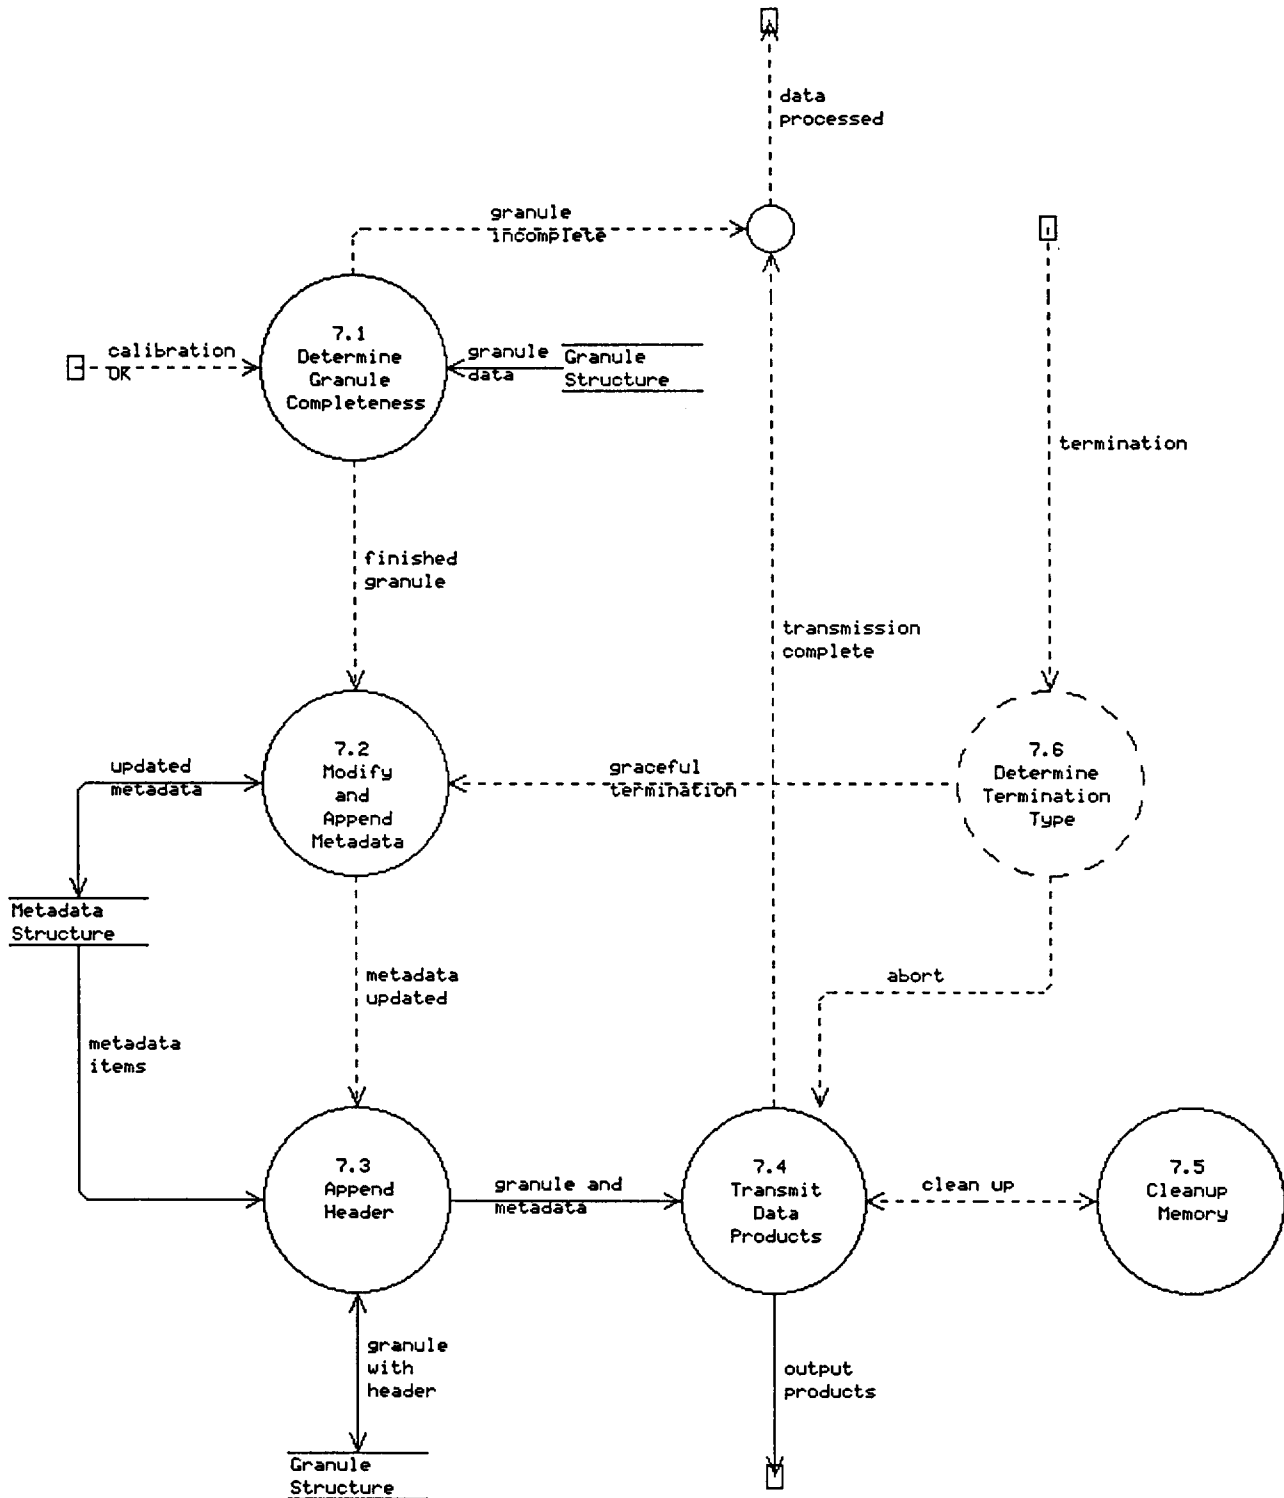 data
processed
granule
incomplete
7.1
Determine
Granule
Completeness
calibration
OK
granule
data
Granule
Structure
termination
finished
granule
transmission
complete
7.2
Modify
and
Append
Metadata
updated
metadata
graceful
termination
7.6
Determine
Termination
Type
Metadata
Structure
metadata
updated
abort
metadata
items
7.3
Append
Header
granule and
metadata
7.4
Transmit
Data
Products
clean up
7.5
Cleanup
Memory
granule
with
header
output
products
Granule
Structure